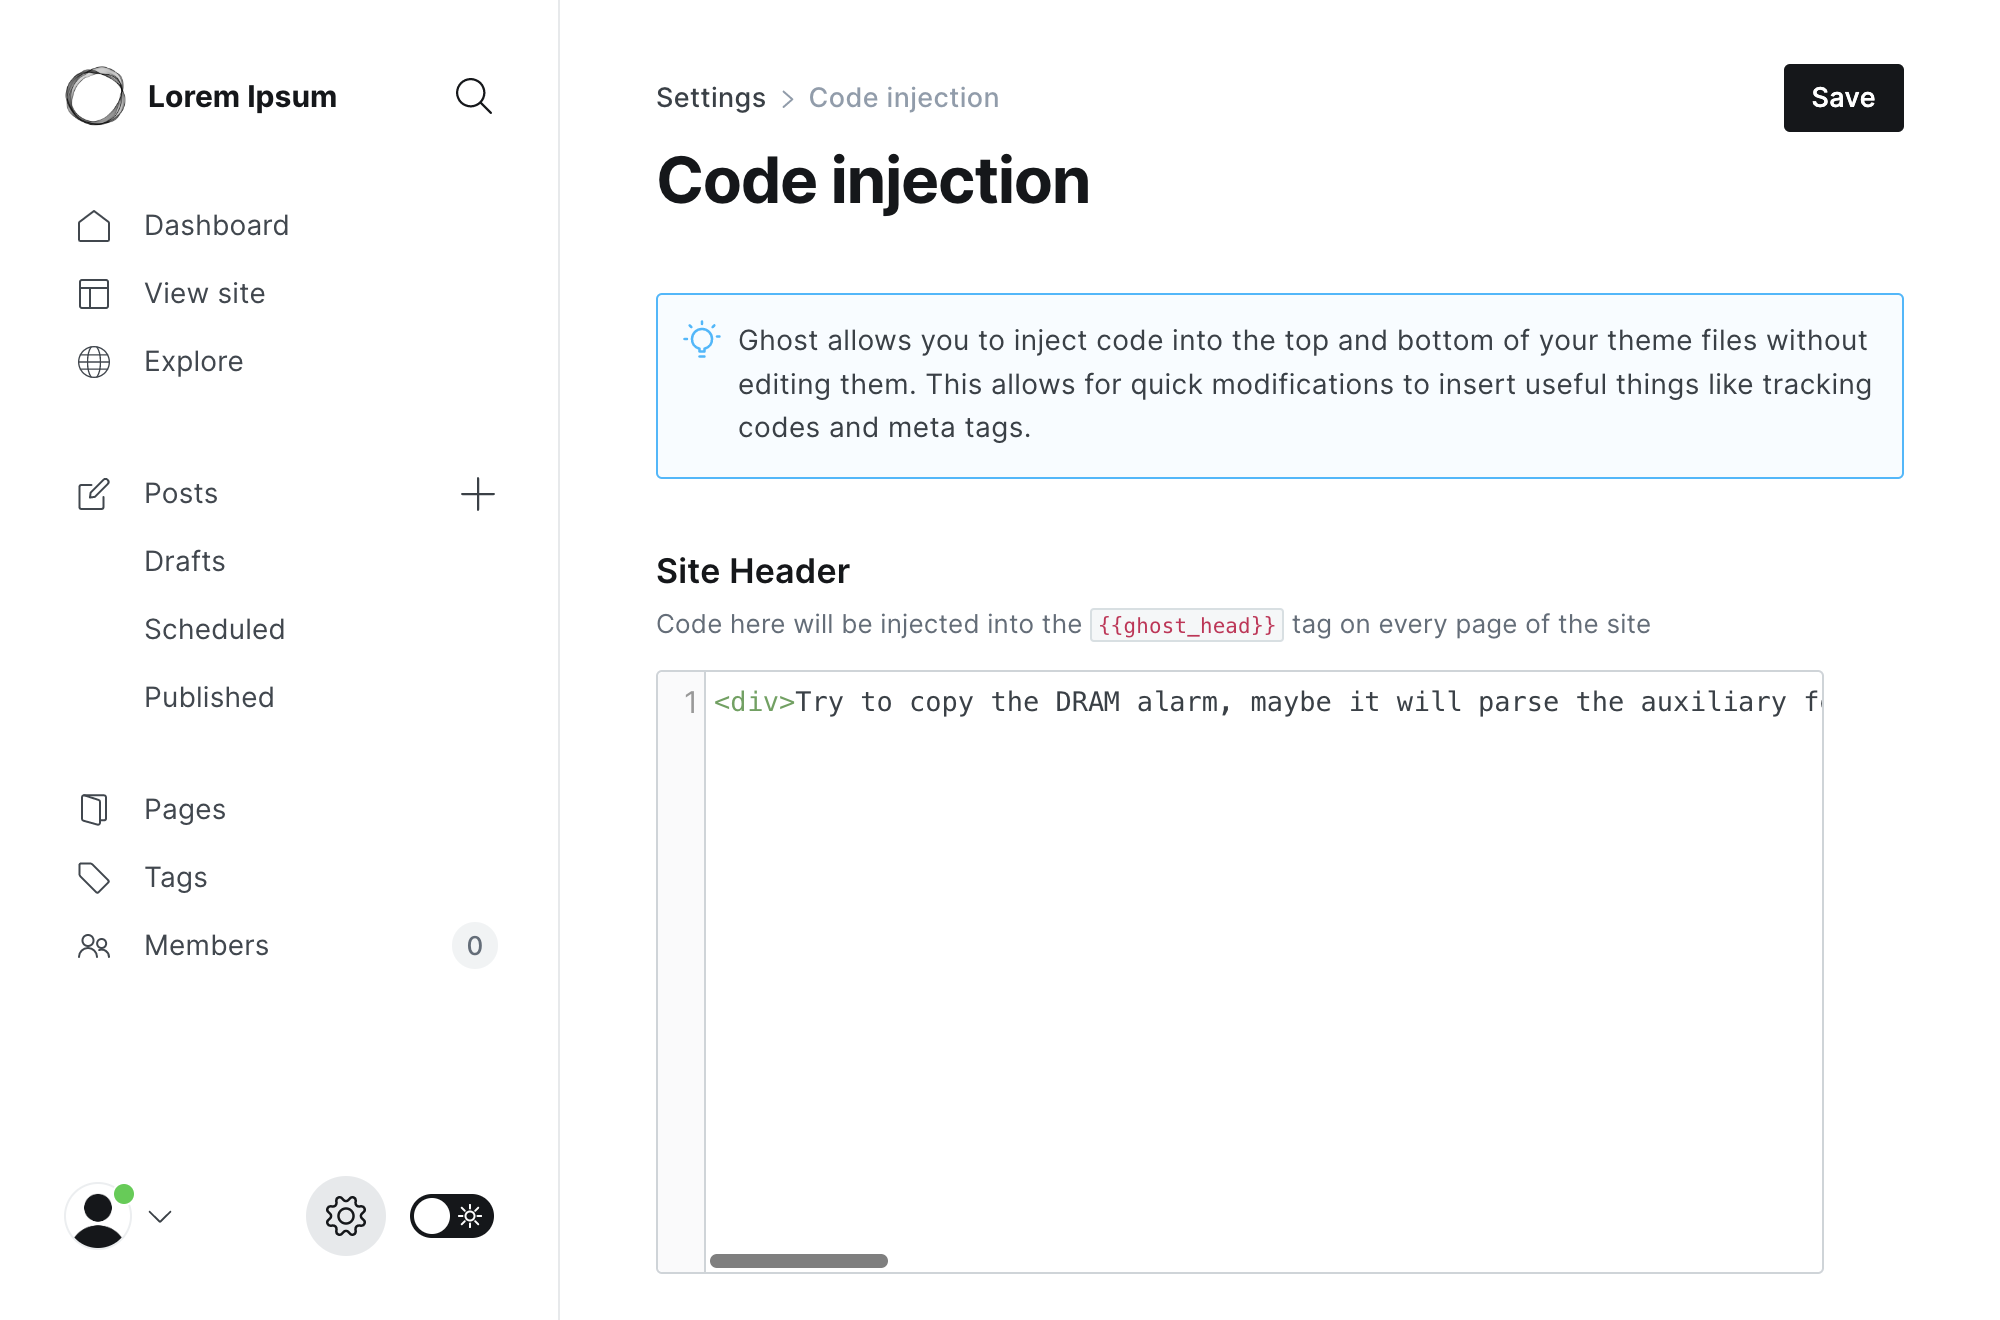 Lorem Ipsum
Dashboard
View site
Explore
Posts
Drafts
Scheduled
Published
Pages
Tags
Members
0
Settings > Code injection
Save
Code injection
Ghost allows you to inject code into the top and bottom of your theme files without
editing them. This allows for quick modifications to insert useful things like tracking
codes and meta tags.
Site Header
Code here will be injected into the {{ghost_head}} tag on every page of the site
1
<div>Try to copy the DRAM alarm, maybe it will parse the auxiliary